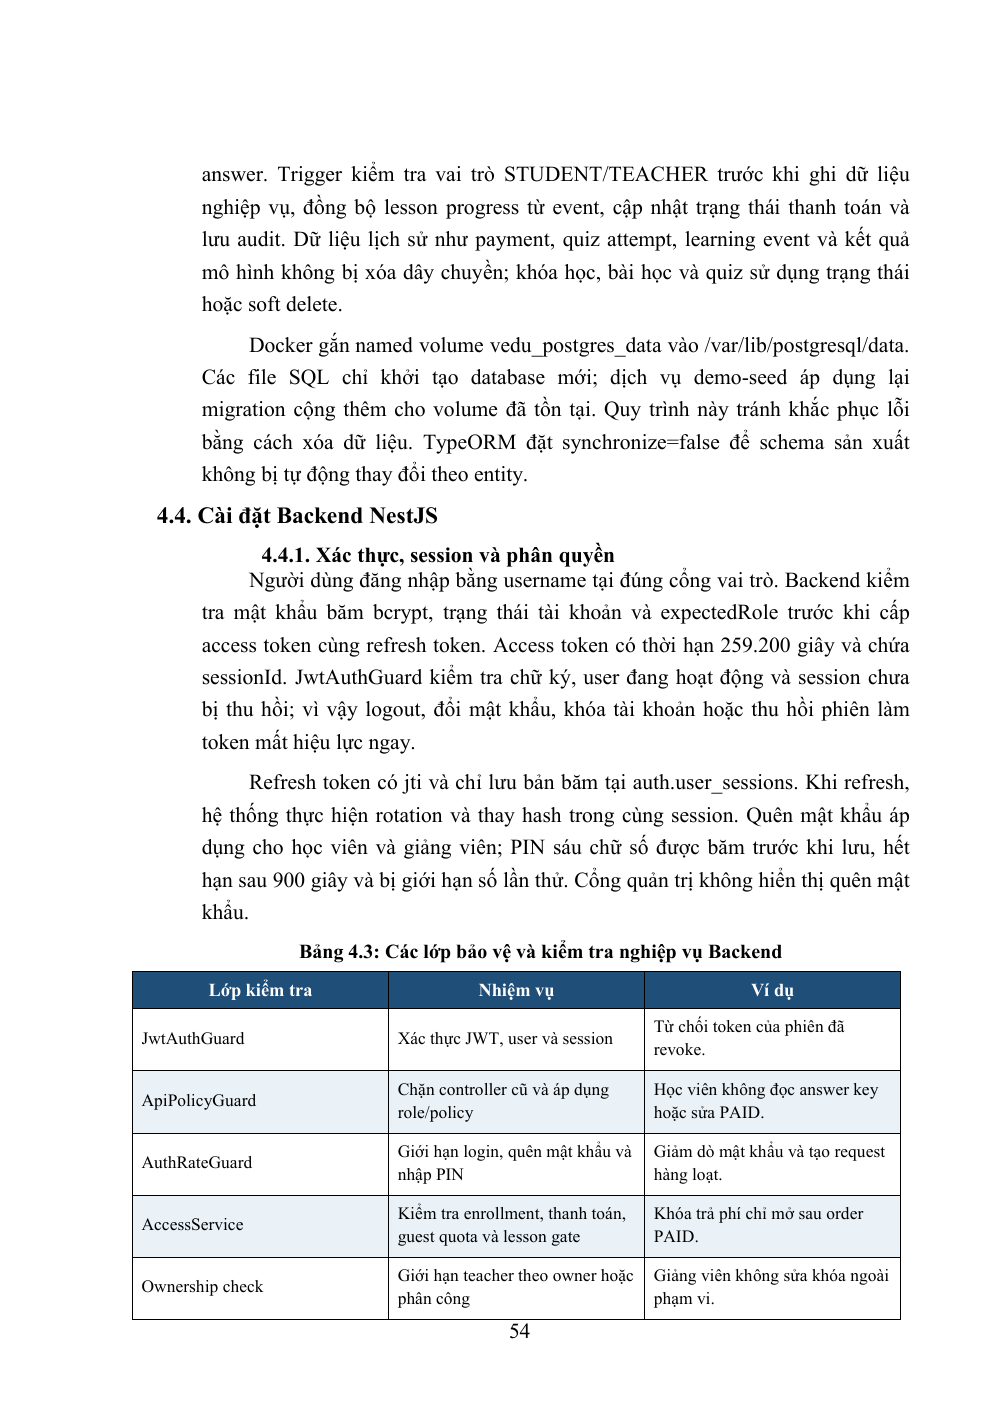 answer. Trigger kiểm tra vai trò STUDENT/TEACHER trước khi ghi dữ liệu
nghiệp vụ, đồng bộ lesson progress từ event, cập nhật trạng thái thanh toán và
lưu audit. Dữ liệu lịch sử như payment, quiz attempt, learning event và kết quả
mô hình không bị xóa dây chuyền; khóa học, bài học và quiz sử dụng trạng thái
hoặc soft delete.
Docker gắn named volume vedu_postgres_data vào /var/lib/postgresql/data.
Các file SQL chỉ khởi tạo database mới; dịch vụ demo-seed áp dụng lại
migration cộng thêm cho volume đã tồn tại. Quy trình này tránh khắc phục lỗi
bằng cách xóa dữ liệu. TypeORM đặt synchronize=false để schema sản xuất
không bị tự động thay đổi theo entity.
4.4. Cài đặt Backend NestJS
4.4.1. Xác thực, session và phân quyền
Người dùng đăng nhập bằng username tại đúng cổng vai trò. Backend kiểm
tra mật khẩu băm bcrypt, trạng thái tài khoản và expectedRole trước khi cấp
access token cùng refresh token. Access token có thời hạn 259.200 giây và chứa
sessionId. JwtAuthGuard kiểm tra chữ ký, user đang hoạt động và session chưa
bị thu hồi; vì vậy logout, đổi mật khẩu, khóa tài khoản hoặc thu hồi phiên làm
token mất hiệu lực ngay.
Refresh token có jti và chỉ lưu bản băm tại auth.user_sessions. Khi refresh,
hệ thống thực hiện rotation và thay hash trong cùng session. Quên mật khẩu áp
dụng cho học viên và giảng viên; PIN sáu chữ số được băm trước khi lưu, hết
hạn sau 900 giây và bị giới hạn số lần thử. Cổng quản trị không hiển thị quên mật
khẩu.
Bảng 4.3: Các lớp bảo vệ và kiểm tra nghiệp vụ Backend
Lớp kiểm tra
Nhiệm vụ
Ví dụ
JwtAuthGuard
Xác thực JWT, user và session
Từ chối token của phiên đã
revoke.
ApiPolicyGuard
Chặn controller cũ và áp dụng
role/policy
Học viên không đọc answer key
hoặc sửa PAID.
AuthRateGuard
Giới hạn login, quên mật khẩu và
nhập PIN
Giảm dò mật khẩu và tạo request
hàng loạt.
AccessService
Kiểm tra enrollment, thanh toán,
guest quota và lesson gate
Khóa trả phí chỉ mở sau order
PAID.
Ownership check
Giới hạn teacher theo owner hoặc
phân công
Giảng viên không sửa khóa ngoài
phạm vi.
54